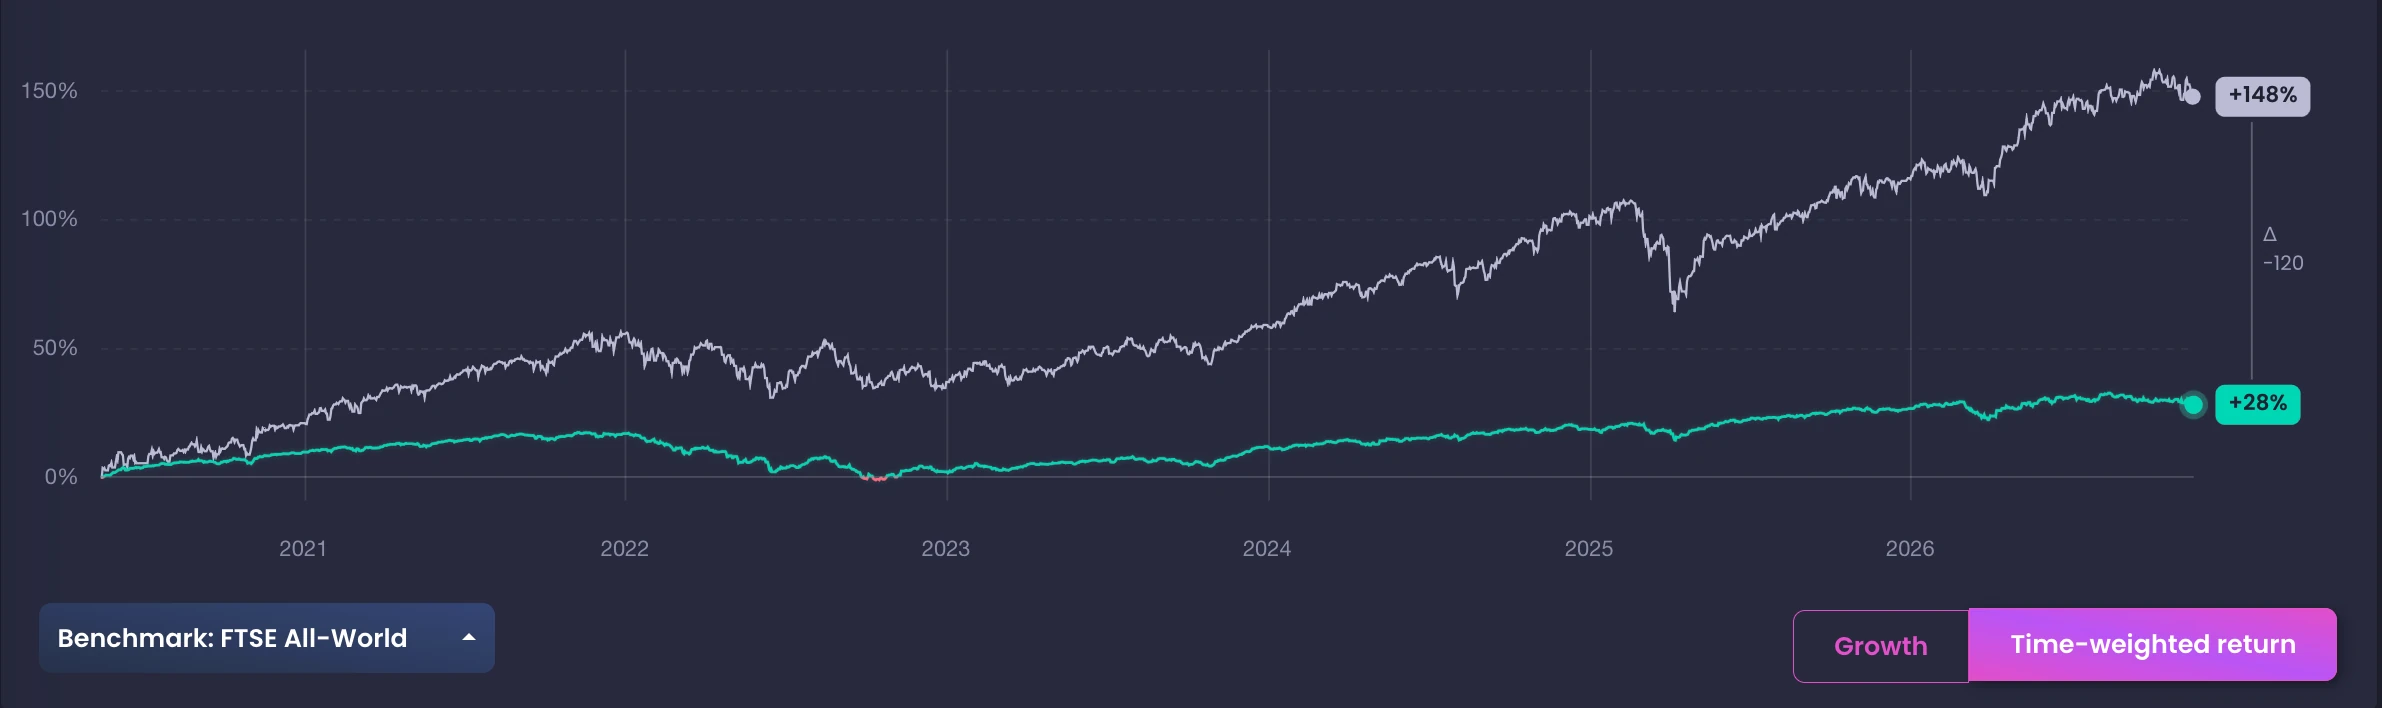 150%
+148%
100%
Δ
-120
50%
+28%
0%
2021 2022 2023 2024 2025 2026
Benchmark: FTSE All-World
Growth Time-weighted return